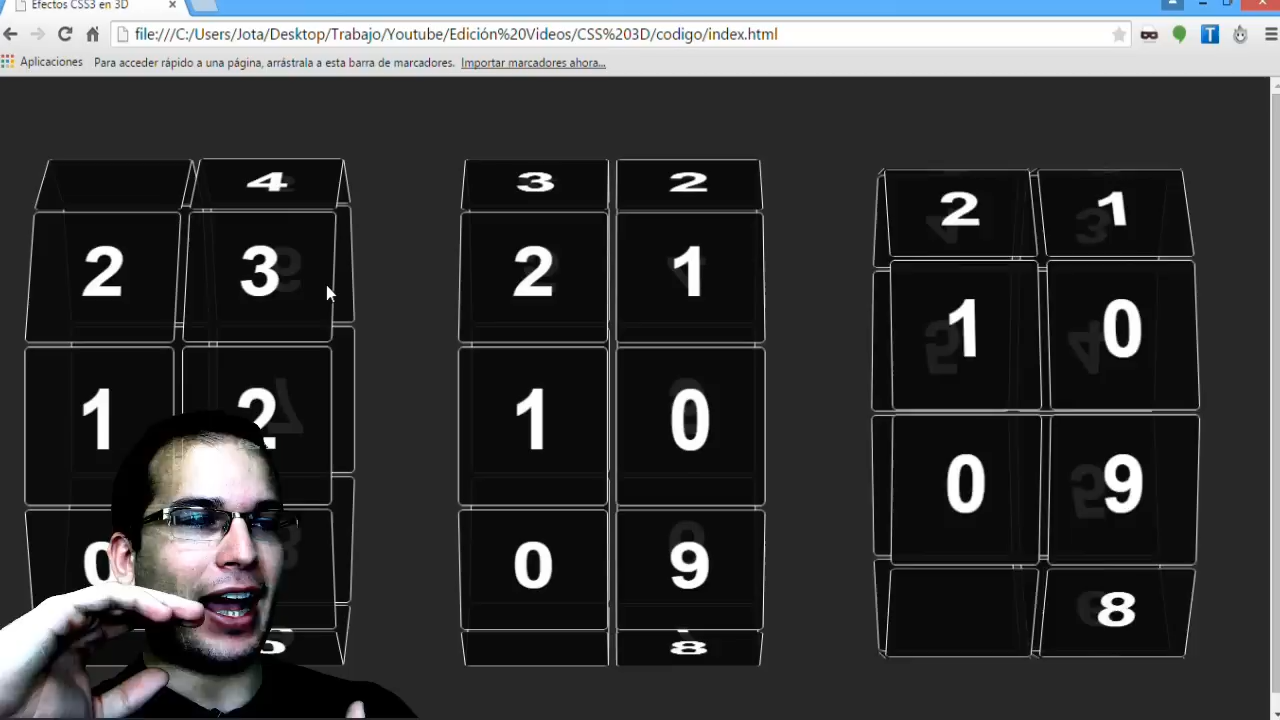 Efectos CSS3 en 3D
file:///C:/Users/Jota/Desktop/Trabajo/Youtube/Edición%20Videos/CSS%203D/codigo/index.html
Aplicaciones Para acceder rápido a una página, arrástrala a esta barra de marcadores. Importar marcadores ahora...
4 3 2 2 1
2 3 2 1 1 0
1 2 1 0 0 9
0 0 9 8
8